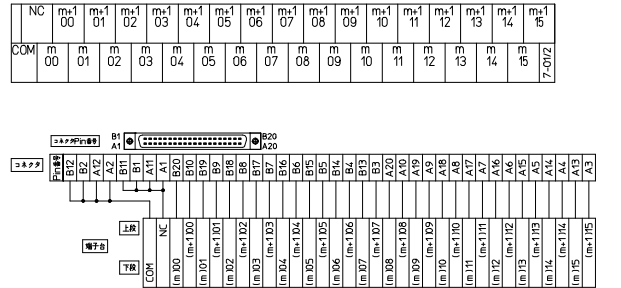 NC m+1 m+1 m+1 m+1 m+1 m+1 m+1 m+1 m+1 m+1 m+1 m+1 m+1 m+1 m+1 m+1
00 01 02 03 04 05 06 07 08 09 10 11 12 13 14 15
COM m m m m m m m m m m m m m m m m
00 01 02 03 04 05 06 07 08 09 10 11 12 13 14 15
7-01/2
コネクタPin番号
B1 B20
A1 A20
コネクタ
Pin番号 B12 B2 A12 A2 B11 B1 A11 A1 B20 B10 B19 B9 B18 B8 B17 B7 B16 B6 B15 B5 B14 B4 B13 B3 A20 A10 A19 A9 A18 A8 A17 A7 A16 A6 A15 A5 A14 A4 A13 A3
上段
NC (m+1)00 (m+1)01 (m+1)02 (m+1)03 (m+1)04 (m+1)05 (m+1)06 (m+1)07 (m+1)08 (m+1)09 (m+1)10 (m+1)11 (m+1)12 (m+1)13 (m+1)14 (m+1)15
端子台
下段
COM (m)00 (m)01 (m)02 (m)03 (m)04 (m)05 (m)06 (m)07 (m)08 (m)09 (m)10 (m)11 (m)12 (m)13 (m)14 (m)15